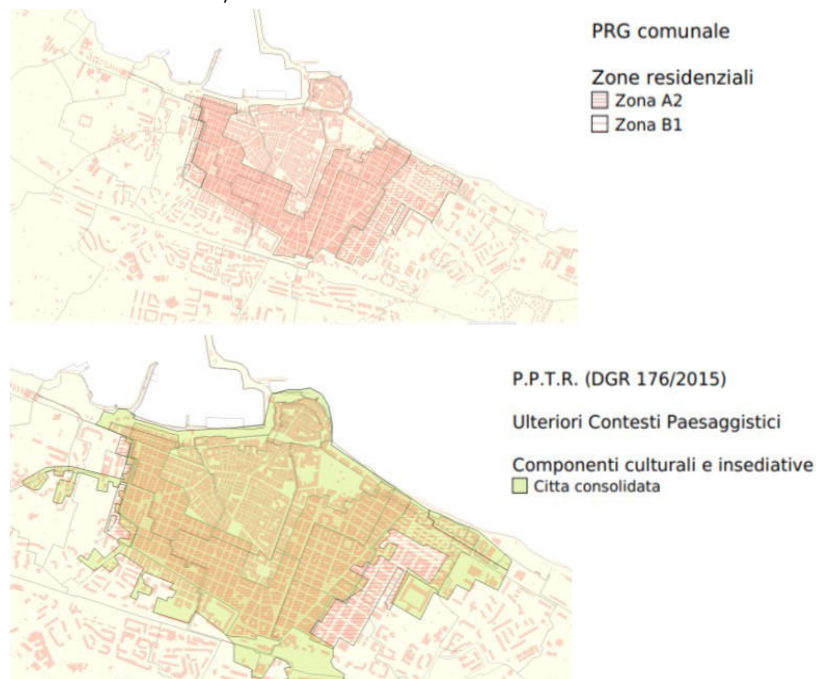 PRG comunale
Zone residenziali
Zona A2
Zona B1
P.P.T.R. (DGR 176/2015)
Ulteriori Contesti Paesaggistici
Componenti culturali e insediative
Citta consolidata